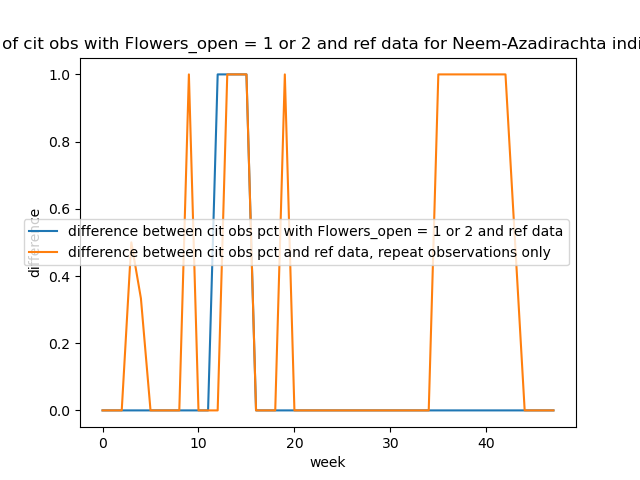 of cit obs with Flowers_open = 1 or 2 and ref data for Neem-Azadirachta indi
1.0
0.8
0.6
0.4
0.2
0.0
difference
difference between cit obs pct with Flowers_open = 1 or 2 and ref data
difference between cit obs pct and ref data, repeat observations only
0 10 20 30 40
week